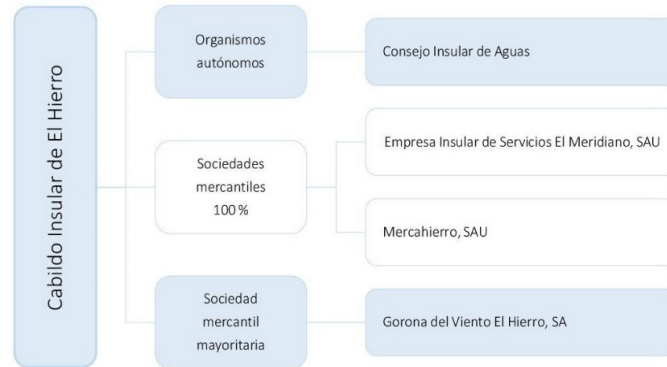 Cabildo Insular de El Hierro
Organismos
autónomos
Consejo Insular de Aguas
Sociedades
mercantiles
100 %
Empresa Insular de Servicios El Meridiano, SAU
Mercahierro, SAU
Sociedad
mercantil
mayoritaria
Gorona del Viento El Hierro, SA